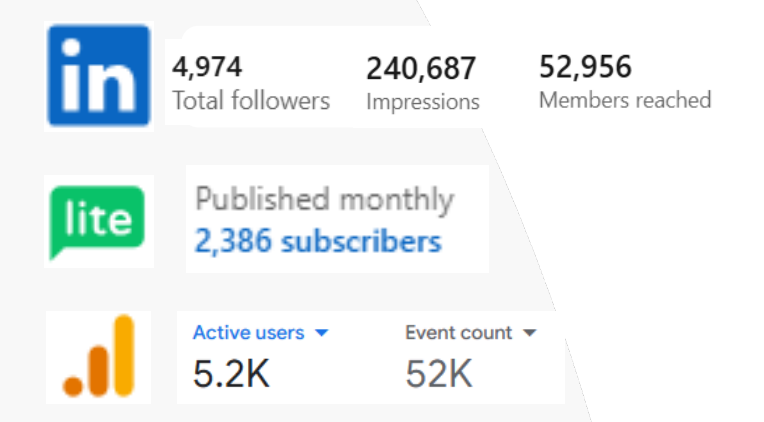 in
4,974 240,687 52,956
Total followers Impressions Members reached
lite
Published monthly
2,386 subscribers
Active users Event count
5.2K 52K